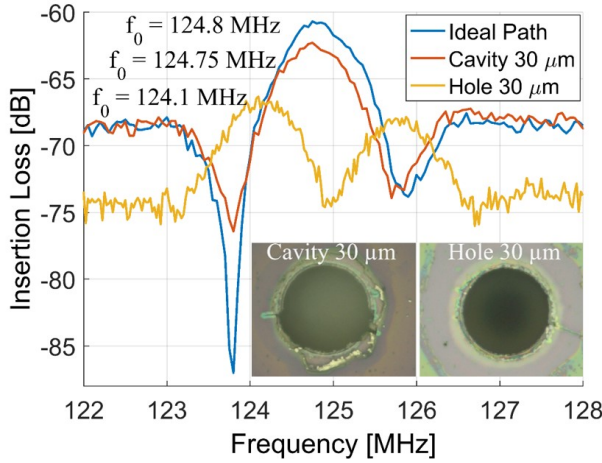 -60
-65
-70
-75
-80
-85
Insertion Loss [dB]
f0 = 124.8 MHz
f0 = 124.75 MHz
f0 = 124.1 MHz
Ideal Path
Cavity 30 μm
Hole 30 μm
Cavity 30 µm
Hole 30 µm
122 123 124 125 126 127 128
Frequency [MHz]